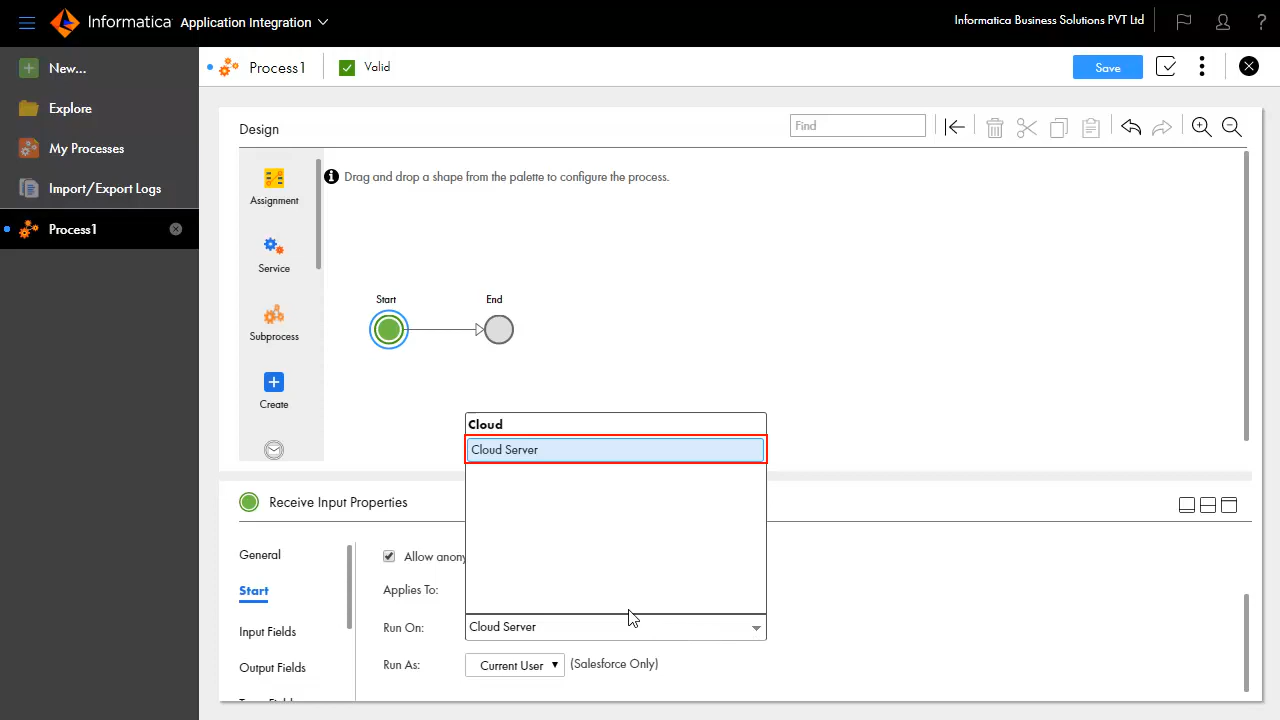 Informatica Application Integration
Informatica Business Solutions PVT Ltd
?
New...
Explore
My Processes
Import/Export Logs
Process1
Process1
Valid
Save
Design
Find
Assignment
Service
Subprocess
Create
Drag and drop a shape from the palette to configure the process.
Start
End
Cloud
Cloud Server
Receive Input Properties
General
Start
Input Fields
Output Fields
Allow anony
Applies To:
Run On:
Cloud Server
Run As:
Current User
(Salesforce Only)